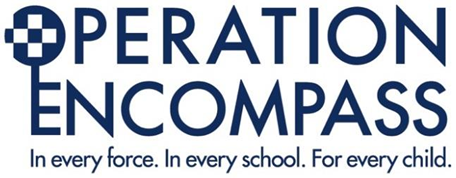 OPERATION
ENCOMPASS
In every force. In every school. For every child.